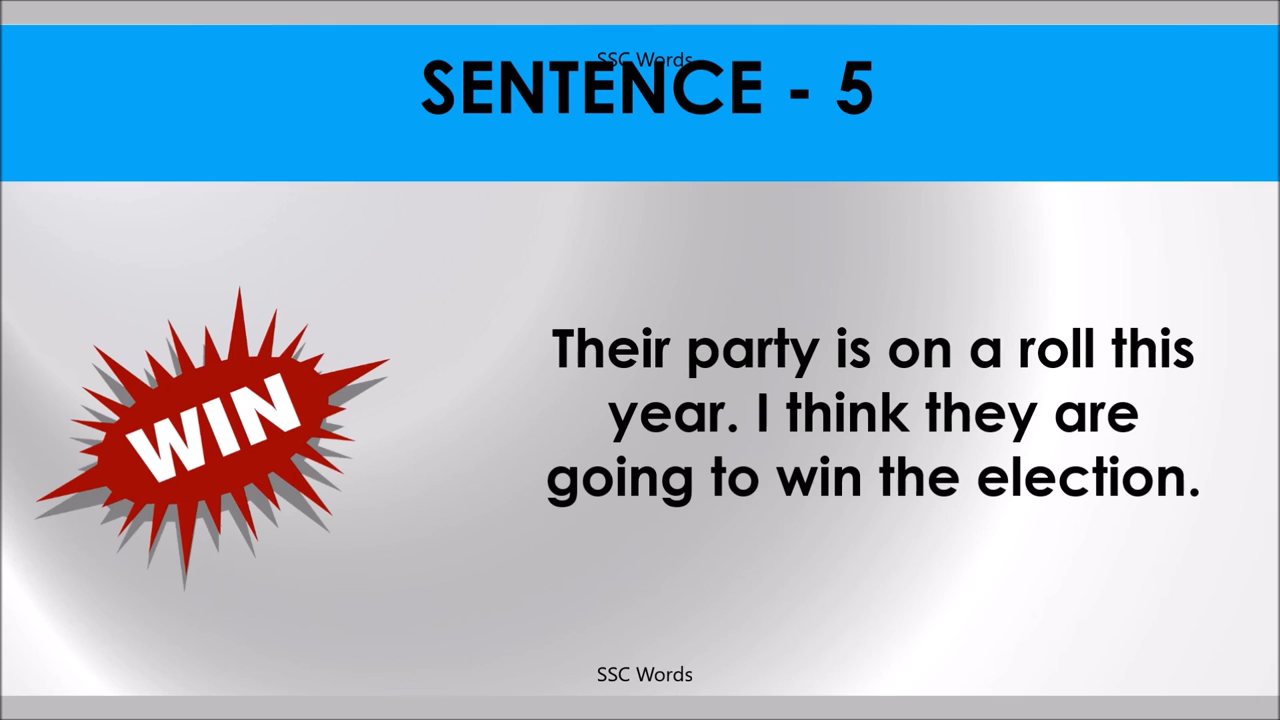 SSC Words
SENTENCE - 5
WIN
Their party is on a roll this
year. I think they are
going to win the election.
SSC Words